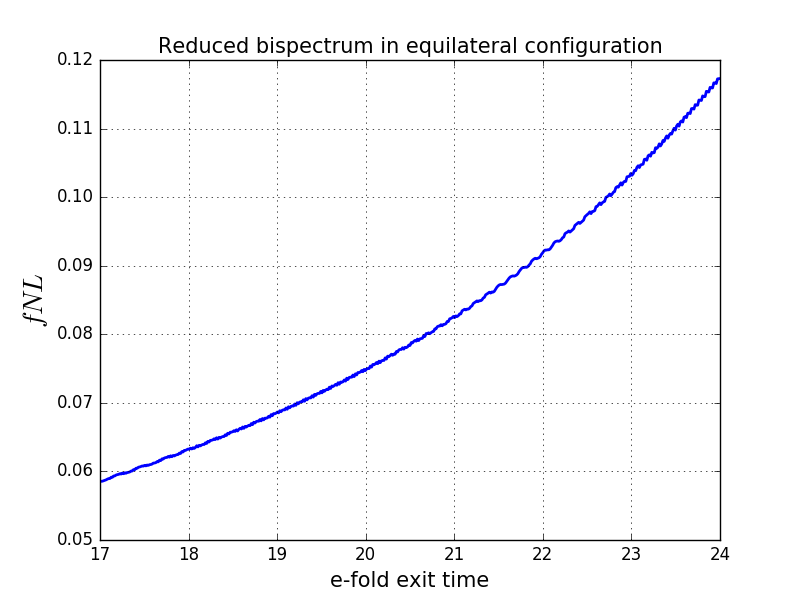 Reduced bispectrum in equilateral configuration
0.12
0.11
0.10
0.09
0.08
0.07
0.06
0.05
fNL
17 18 19 20 21 22 23 24
e-fold exit time